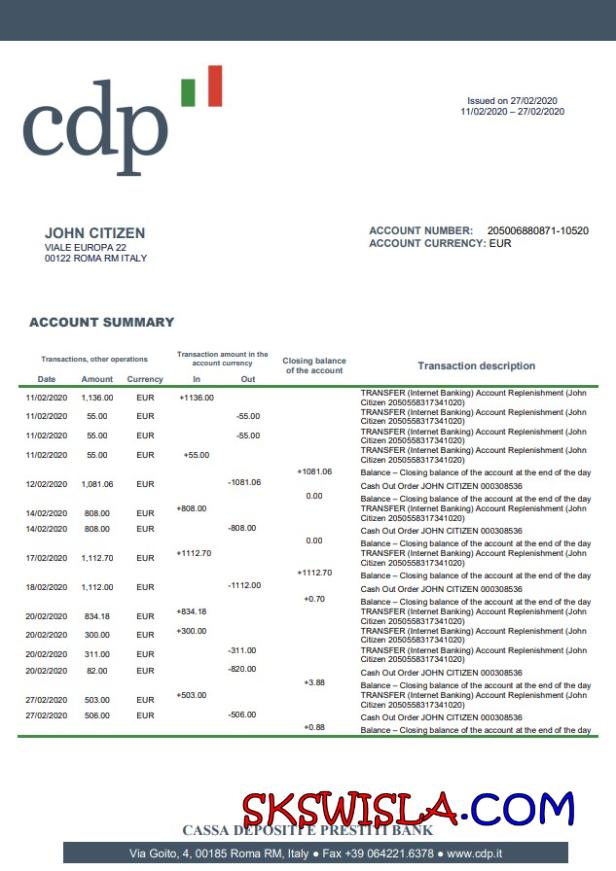 cdp
Issued on 27/02/2020
11/02/2020 – 27/02/2020
JOHN CITIZEN
VIALE EUROPA 22
00122 ROMA RM ITALY
ACCOUNT NUMBER: 205006880871-10520
ACCOUNT CURRENCY: EUR
ACCOUNT SUMMARY
Transactions, other operations
Transaction amount in the
account currency
Closing balance
of the account
Transaction description
Date Amount Currency In Out
11/02/2020 1,136.00 EUR +1136.00 TRANSFER (Internet Banking) Account Replenishment (John
Citizen 2050558317341020)
11/02/2020 55.00 EUR -55.00 TRANSFER (Internet Banking) Account Replenishment (John
Citizen 2050558317341020)
11/02/2020 55.00 EUR -55.00 TRANSFER (Internet Banking) Account Replenishment (John
Citizen 2050558317341020)
11/02/2020 55.00 EUR +55.00 TRANSFER (Internet Banking) Account Replenishment (John
Citizen 2050558317341020)
+1081.06 Balance – Closing balance of the account at the end of the day
12/02/2020 1,081.06 EUR -1081.06 Cash Out Order JOHN CITIZEN 000308536
0.00 Balance – Closing balance of the account at the end of the day
14/02/2020 808.00 EUR +808.00 TRANSFER (Internet Banking) Account Replenishment (John
Citizen 2050558317341020)
14/02/2020 808.00 EUR -808.00 Cash Out Order JOHN CITIZEN 000308536
0.00 Balance – Closing balance of the account at the end of the day
17/02/2020 1,112.70 EUR +1112.70 TRANSFER (Internet Banking) Account Replenishment (John
Citizen 2050558317341020)
+1112.70 Balance – Closing balance of the account at the end of the day
18/02/2020 1,112.00 EUR -1112.00 Cash Out Order JOHN CITIZEN 000308536
+0.70 Balance – Closing balance of the account at the end of the day
20/02/2020 834.18 EUR +834.18 TRANSFER (Internet Banking) Account Replenishment (John
Citizen 2050558317341020)
20/02/2020 300.00 EUR +300.00 TRANSFER (Internet Banking) Account Replenishment (John
Citizen 2050558317341020)
20/02/2020 311.00 EUR -311.00 TRANSFER (Internet Banking) Account Replenishment (John
Citizen 2050558317341020)
20/02/2020 82.00 EUR -820.00 Cash Out Order JOHN CITIZEN 000308536
+3.88 Balance – Closing balance of the account at the end of the day
27/02/2020 503.00 EUR +503.00 TRANSFER (Internet Banking) Account Replenishment (John
Citizen 2050558317341020)
27/02/2020 506.00 EUR -506.00 Cash Out Order JOHN CITIZEN 000308536
+0.88 Balance – Closing balance of the account at the end of the day
SKSWISLA.COM
CASSA DEPOSITI E PRESTITI BANK
Via Goito, 4, 00185 Roma RM, Italy ● Fax +39 064221.6378 ● www.cdp.it